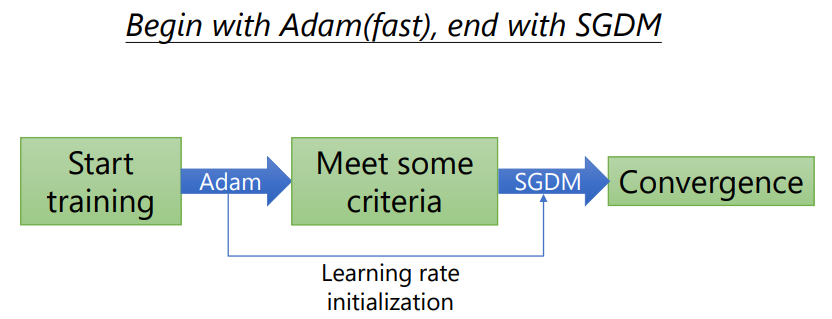 Begin with Adam(fast), end with SGDM
Start
training
Adam
Meet some
criteria
SGDM
Convergence
Learning rate
initialization